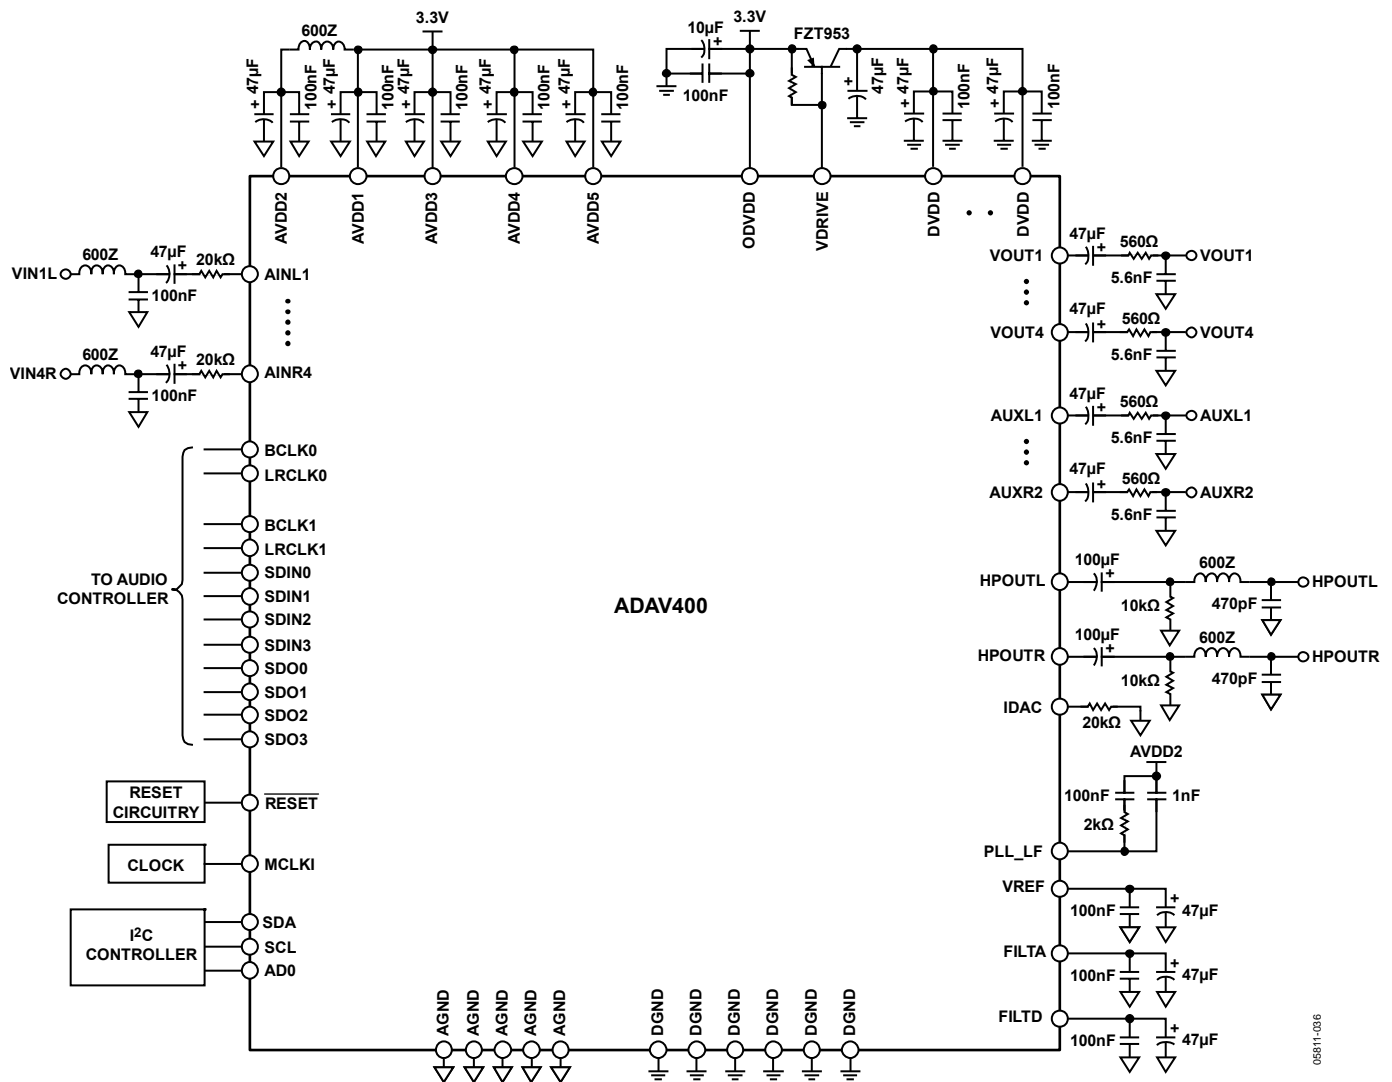 3.3V
3.3V
600Z
10µF
FZT953
47µF
100nF
47µF
100nF
47µF
100nF
47µF
100nF
47µF
100nF
100nF
47µF
47µF
100nF
47µF
100nF
AVDD2
AVDD1
AVDD3
AVDD4
AVDD5
ODVDD
VDRIVE
DVDD
DVDD
VIN1L
600Z
47µF
20kΩ
100nF
AINL1
VIN4R
600Z
47µF
20kΩ
100nF
AINR4
TO AUDIO
CONTROLLER
BCLK0
LRCLK0
BCLK1
LRCLK1
SDIN0
SDIN1
SDIN2
SDIN3
SDO0
SDO1
SDO2
SDO3
RESET
CIRCUITRY
RESET
CLOCK
MCLKI
I2C
CONTROLLER
SDA
SCL
AD0
ADAV400
VOUT1
47µF
560Ω
5.6nF
VOUT1
VOUT4
47µF
560Ω
5.6nF
VOUT4
AUXL1
47µF
560Ω
5.6nF
AUXL1
AUXR2
47µF
560Ω
5.6nF
AUXR2
HPOUTL
100µF
10kΩ
600Z
470pF
HPOUTL
HPOUTR
100µF
10kΩ
600Z
470pF
HPOUTR
IDAC
20kΩ
AVDD2
100nF
1nF
2kΩ
PLL_LF
VREF
100nF
47µF
FILTA
100nF
47µF
FILTD
100nF
47µF
AGND
AGND
AGND
AGND
AGND
DGND
DGND
DGND
DGND
DGND
DGND
05811-036